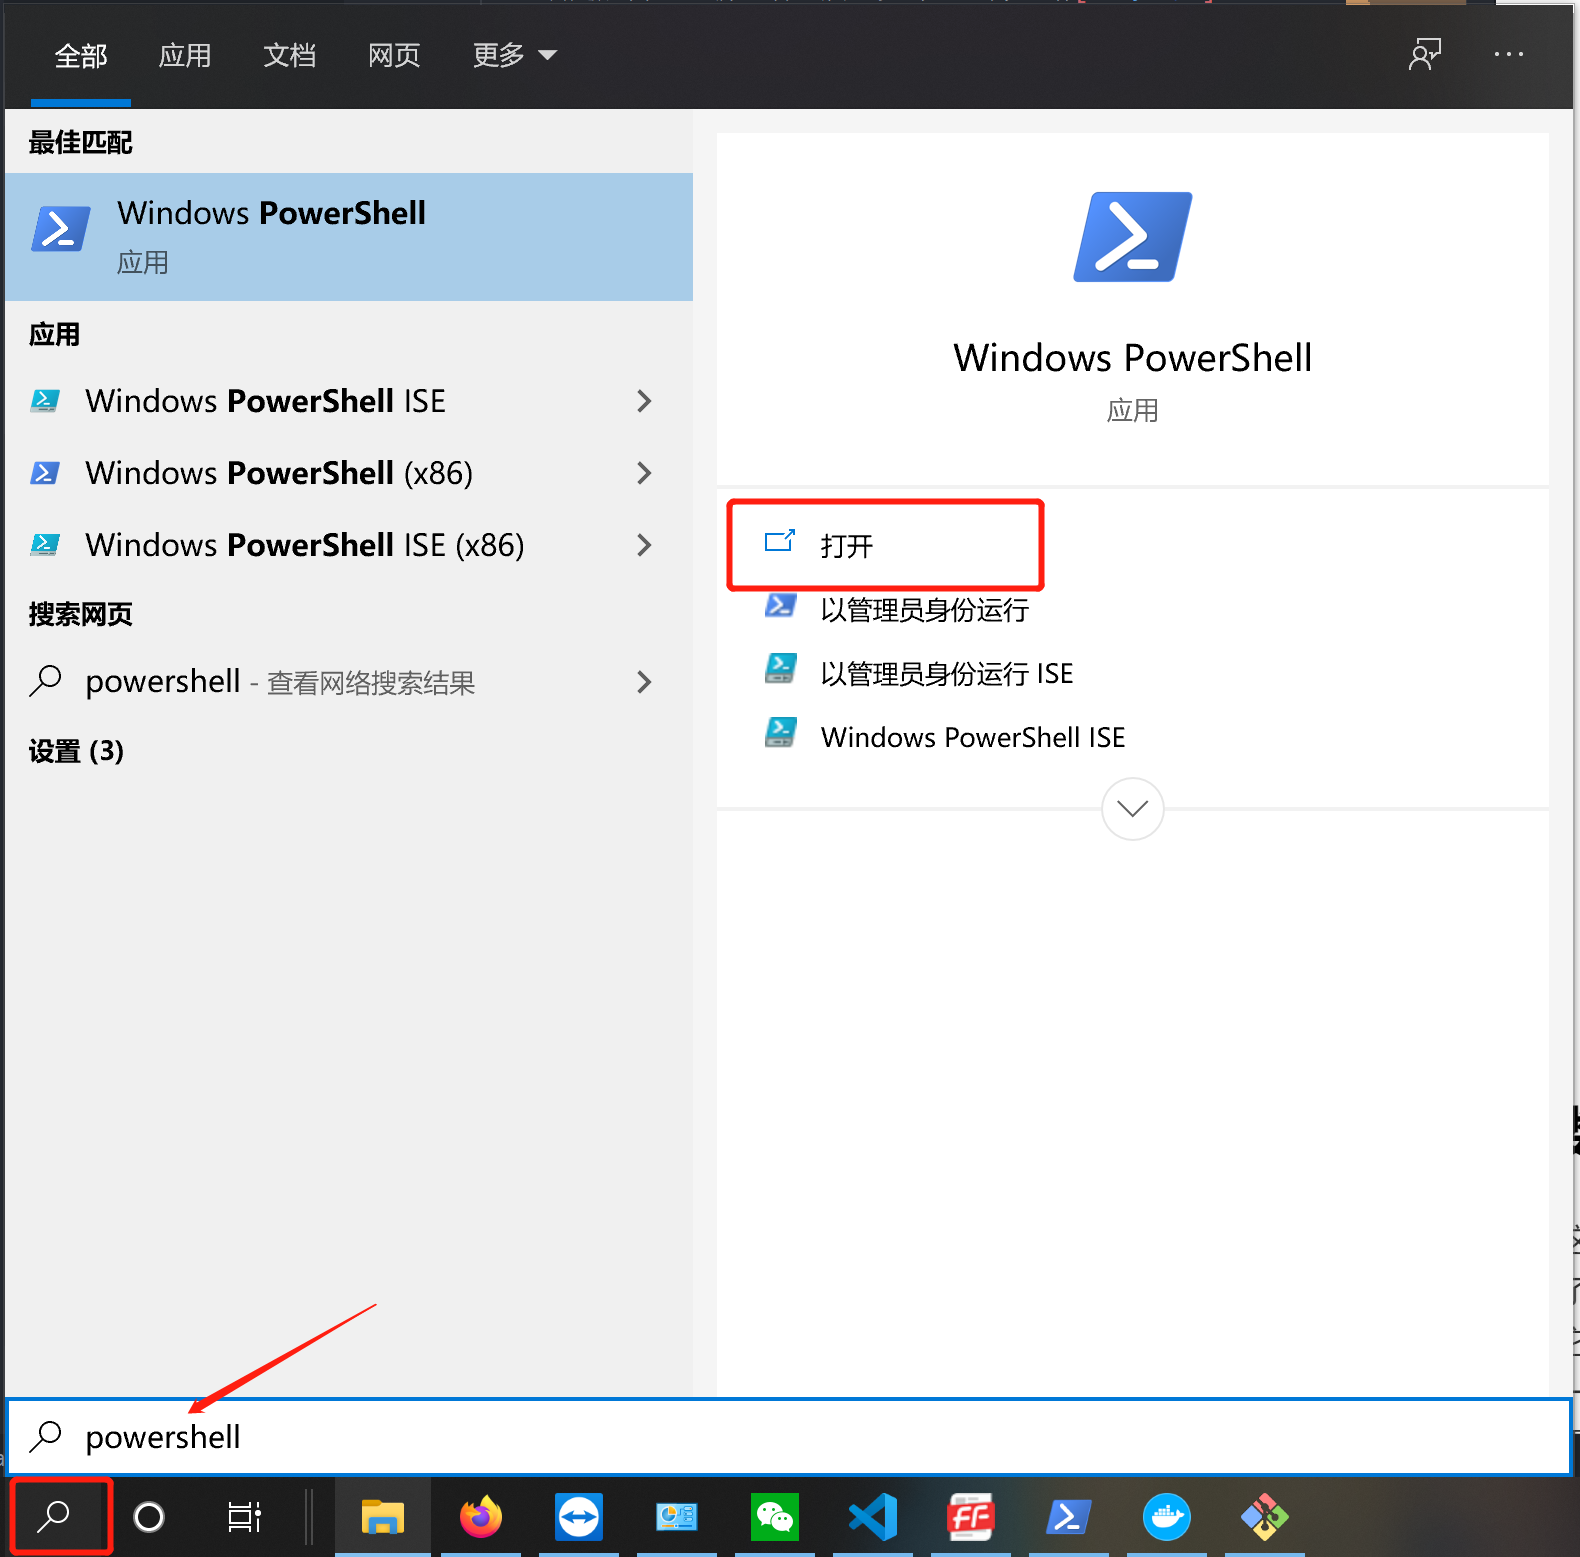 全部 应用 文档 网页 更多
最佳匹配
Windows PowerShell
应用
应用
Windows PowerShell ISE
Windows PowerShell (x86)
Windows PowerShell ISE (x86)
搜索网页
powershell - 查看网络搜索结果
设置 (3)
Windows PowerShell
应用
打开
以管理员身份运行
以管理员身份运行 ISE
Windows PowerShell ISE
powershell
FF